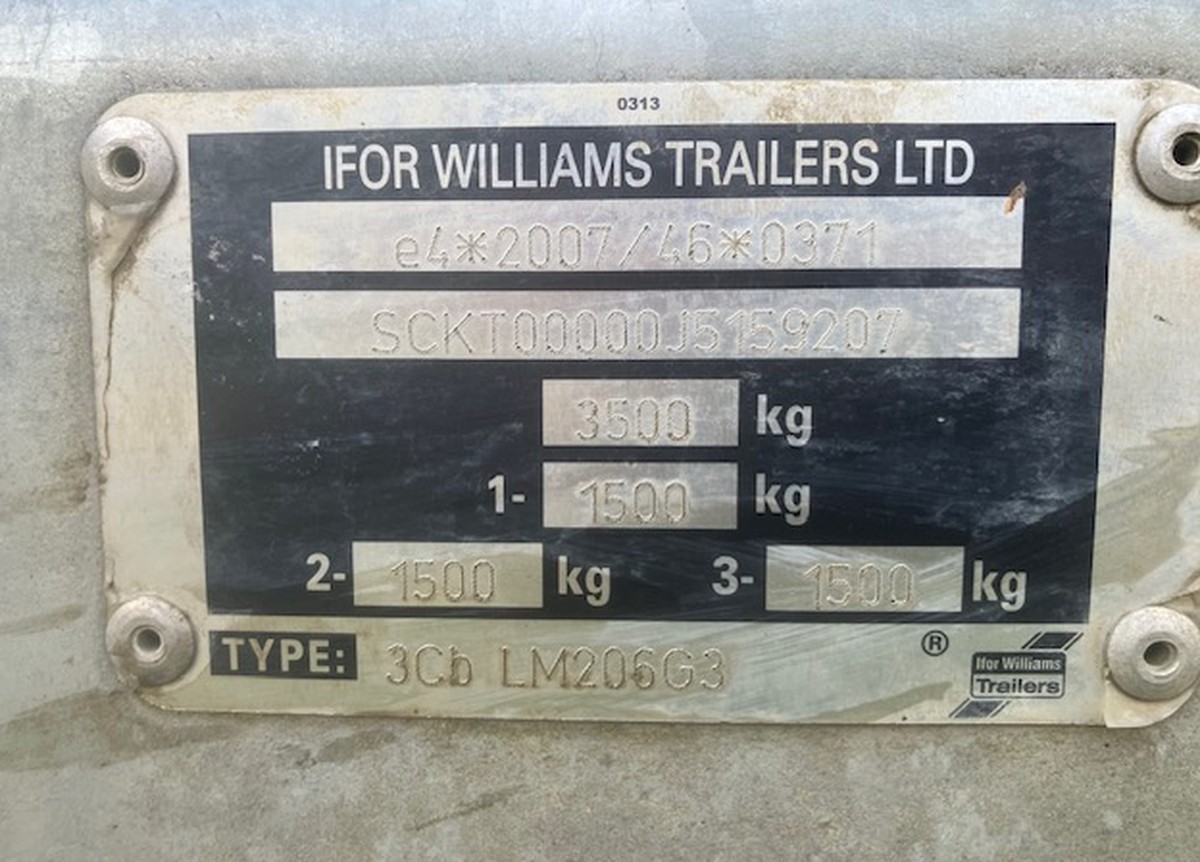 0313
IFOR WILLIAMS TRAILERS LTD
e4*2007/46*0371
SCKT00000J5159207
3500 kg
1- 1500 kg
2- 1500 kg 3- 1500 kg
TYPE: 3Cb LM206G3 ®
Ifor Williams
Trailers